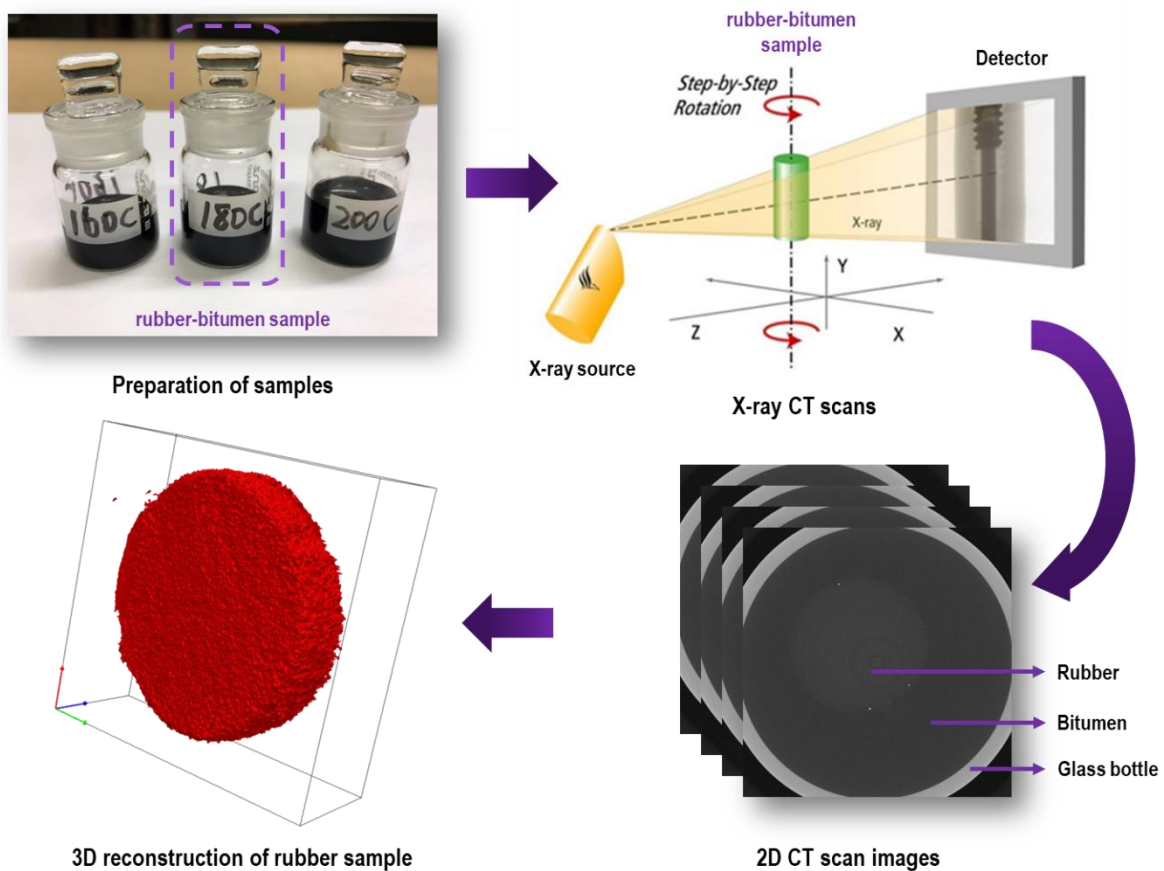 160C
180C
200C
rubber-bitumen sample
Preparation of samples
rubber-bitumen
sample
Step-by-Step
Rotation
Detector
X-ray
Y
Z
X
X-ray source
X-ray CT scans
Rubber
Bitumen
Glass bottle
2D CT scan images
3D reconstruction of rubber sample